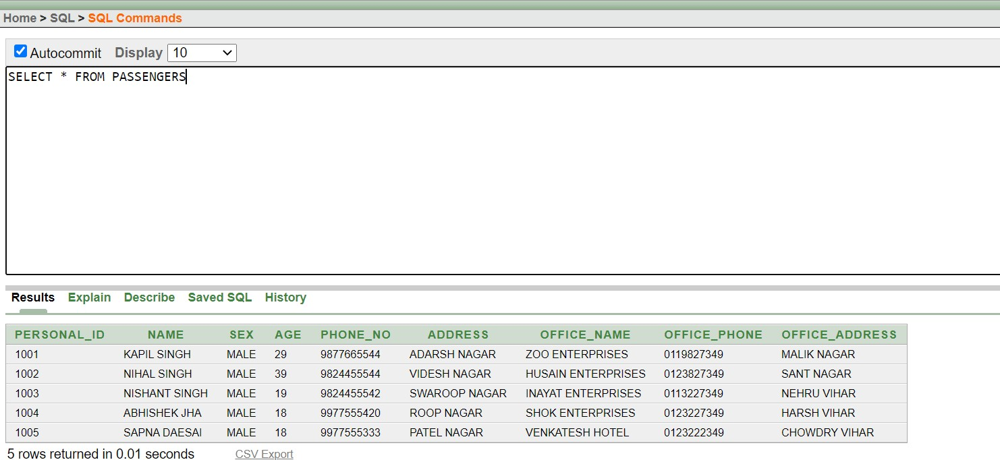 Home > SQL > SQL Commands
Autocommit Display 10
SELECT * FROM PASSENGERS
Results Explain Describe Saved SQL History
PERSONAL_ID NAME SEX AGE PHONE_NO ADDRESS OFFICE_NAME OFFICE_PHONE OFFICE_ADDRESS
1001 KAPIL SINGH MALE 29 9877665544 ADARSH NAGAR ZOO ENTERPRISES 0119827349 MALIK NAGAR
1002 NIHAL SINGH MALE 39 9824455544 VIDESH NAGAR HUSAIN ENTERPRISES 0123827349 SANT NAGAR
1003 NISHANT SINGH MALE 19 9824455542 SWAROOP NAGAR INAYAT ENTERPRISES 0113227349 NEHRU VIHAR
1004 ABHISHEK JHA MALE 18 9977555420 ROOP NAGAR SHOK ENTERPRISES 0123227349 HARSH VIHAR
1005 SAPNA DAESAI MALE 18 9977555333 PATEL NAGAR VENKATESH HOTEL 0123222349 CHOWDRY VIHAR
5 rows returned in 0.01 seconds CSV Export